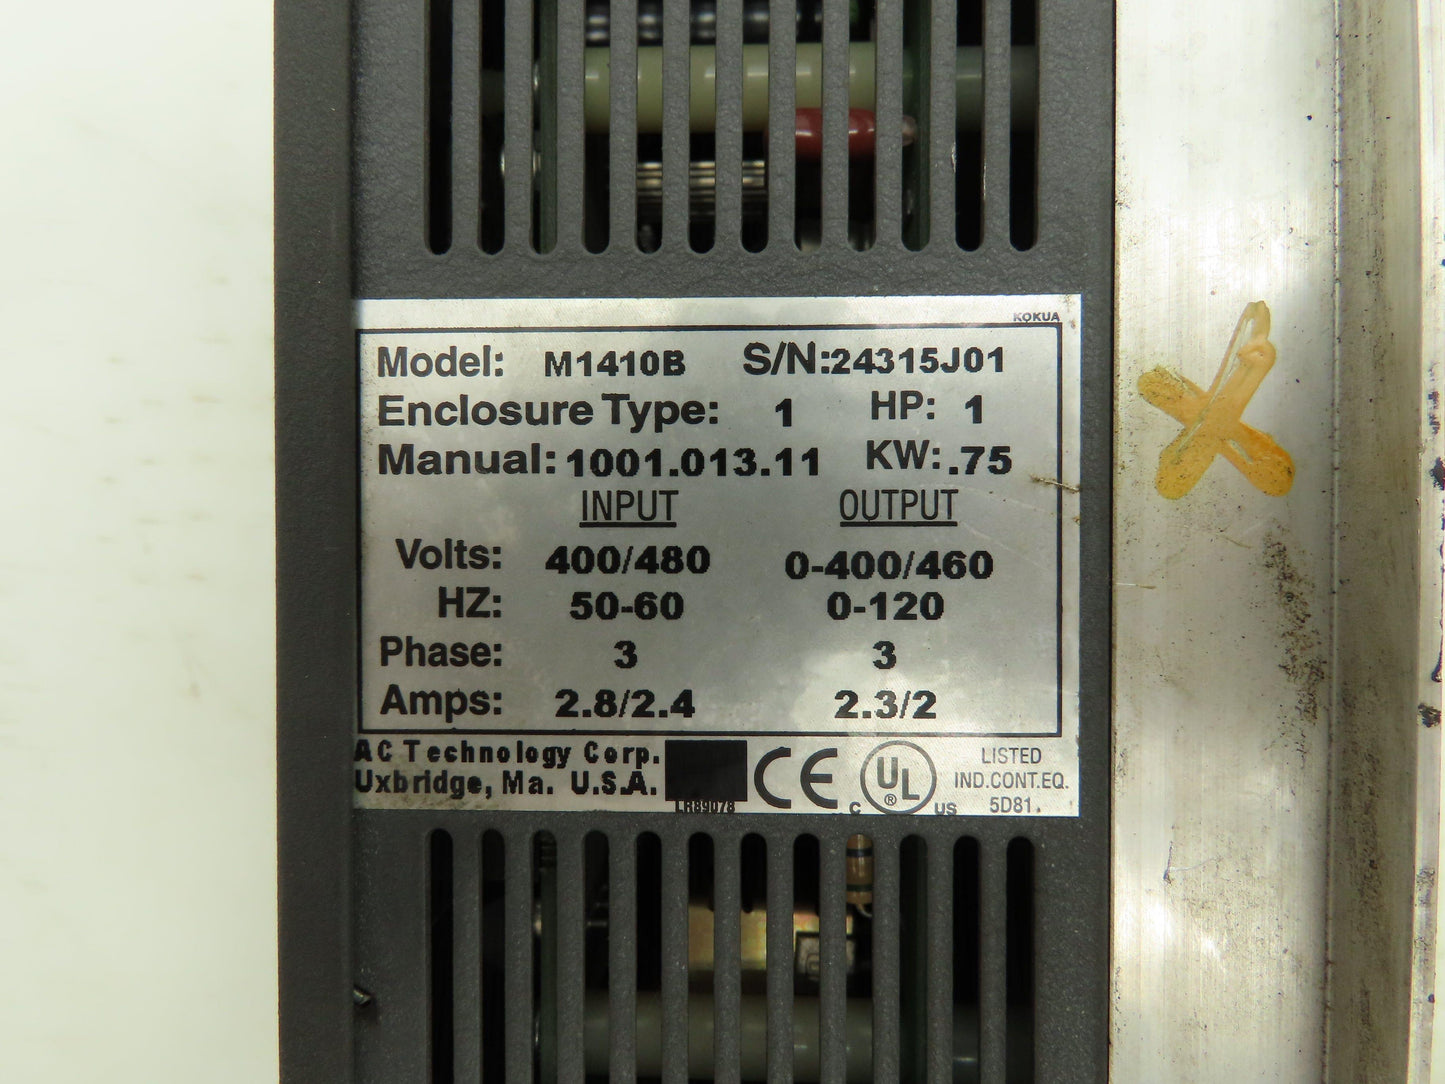 KOKUA
Model: M1410B S/N:24315J01
Enclosure Type: 1 HP: 1
Manual: 1001.013.11 KW: .75
INPUT OUTPUT
Volts: 400/480 0-400/460
HZ: 50-60 0-120
Phase: 3 3
Amps: 2.8/2.4 2.3/2
AC Technology Corp.
Uxbridge, Ma. U.S.A.
LR89078
CE
C UL ® US
LISTED
IND.CONT.EQ.
5D81.